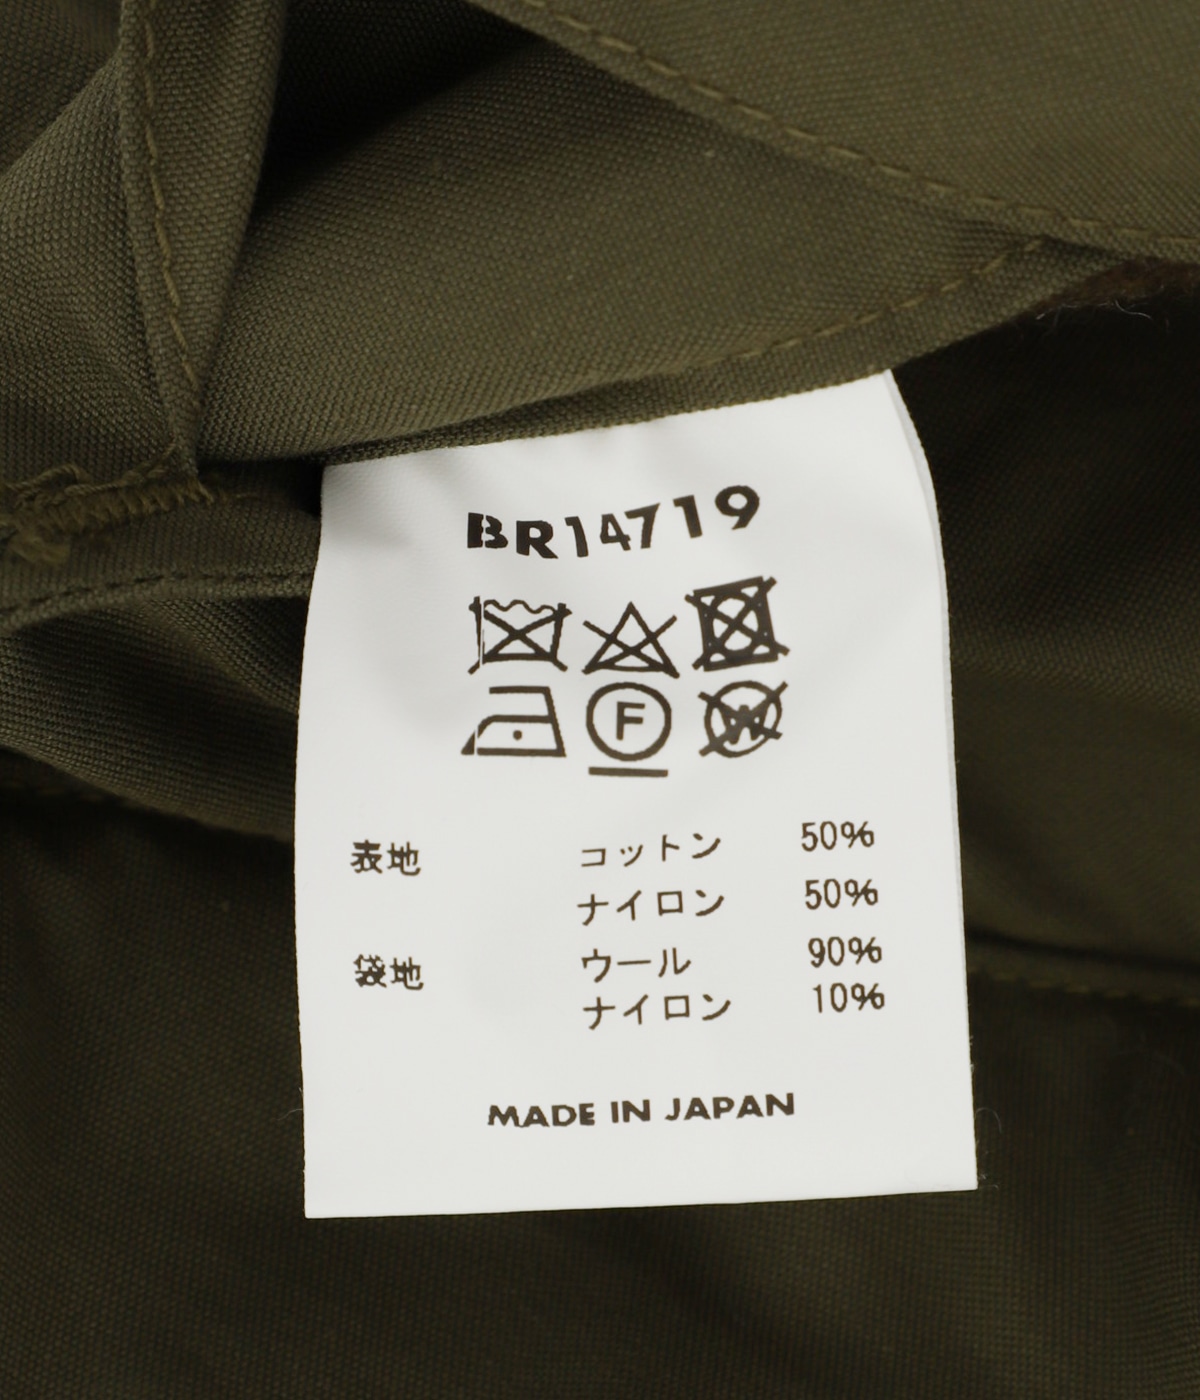 BR14719
F
W
表地 コットン 50%
ナイロン 50%
袋地 ウール 90%
ナイロン 10%
MADE IN JAPAN